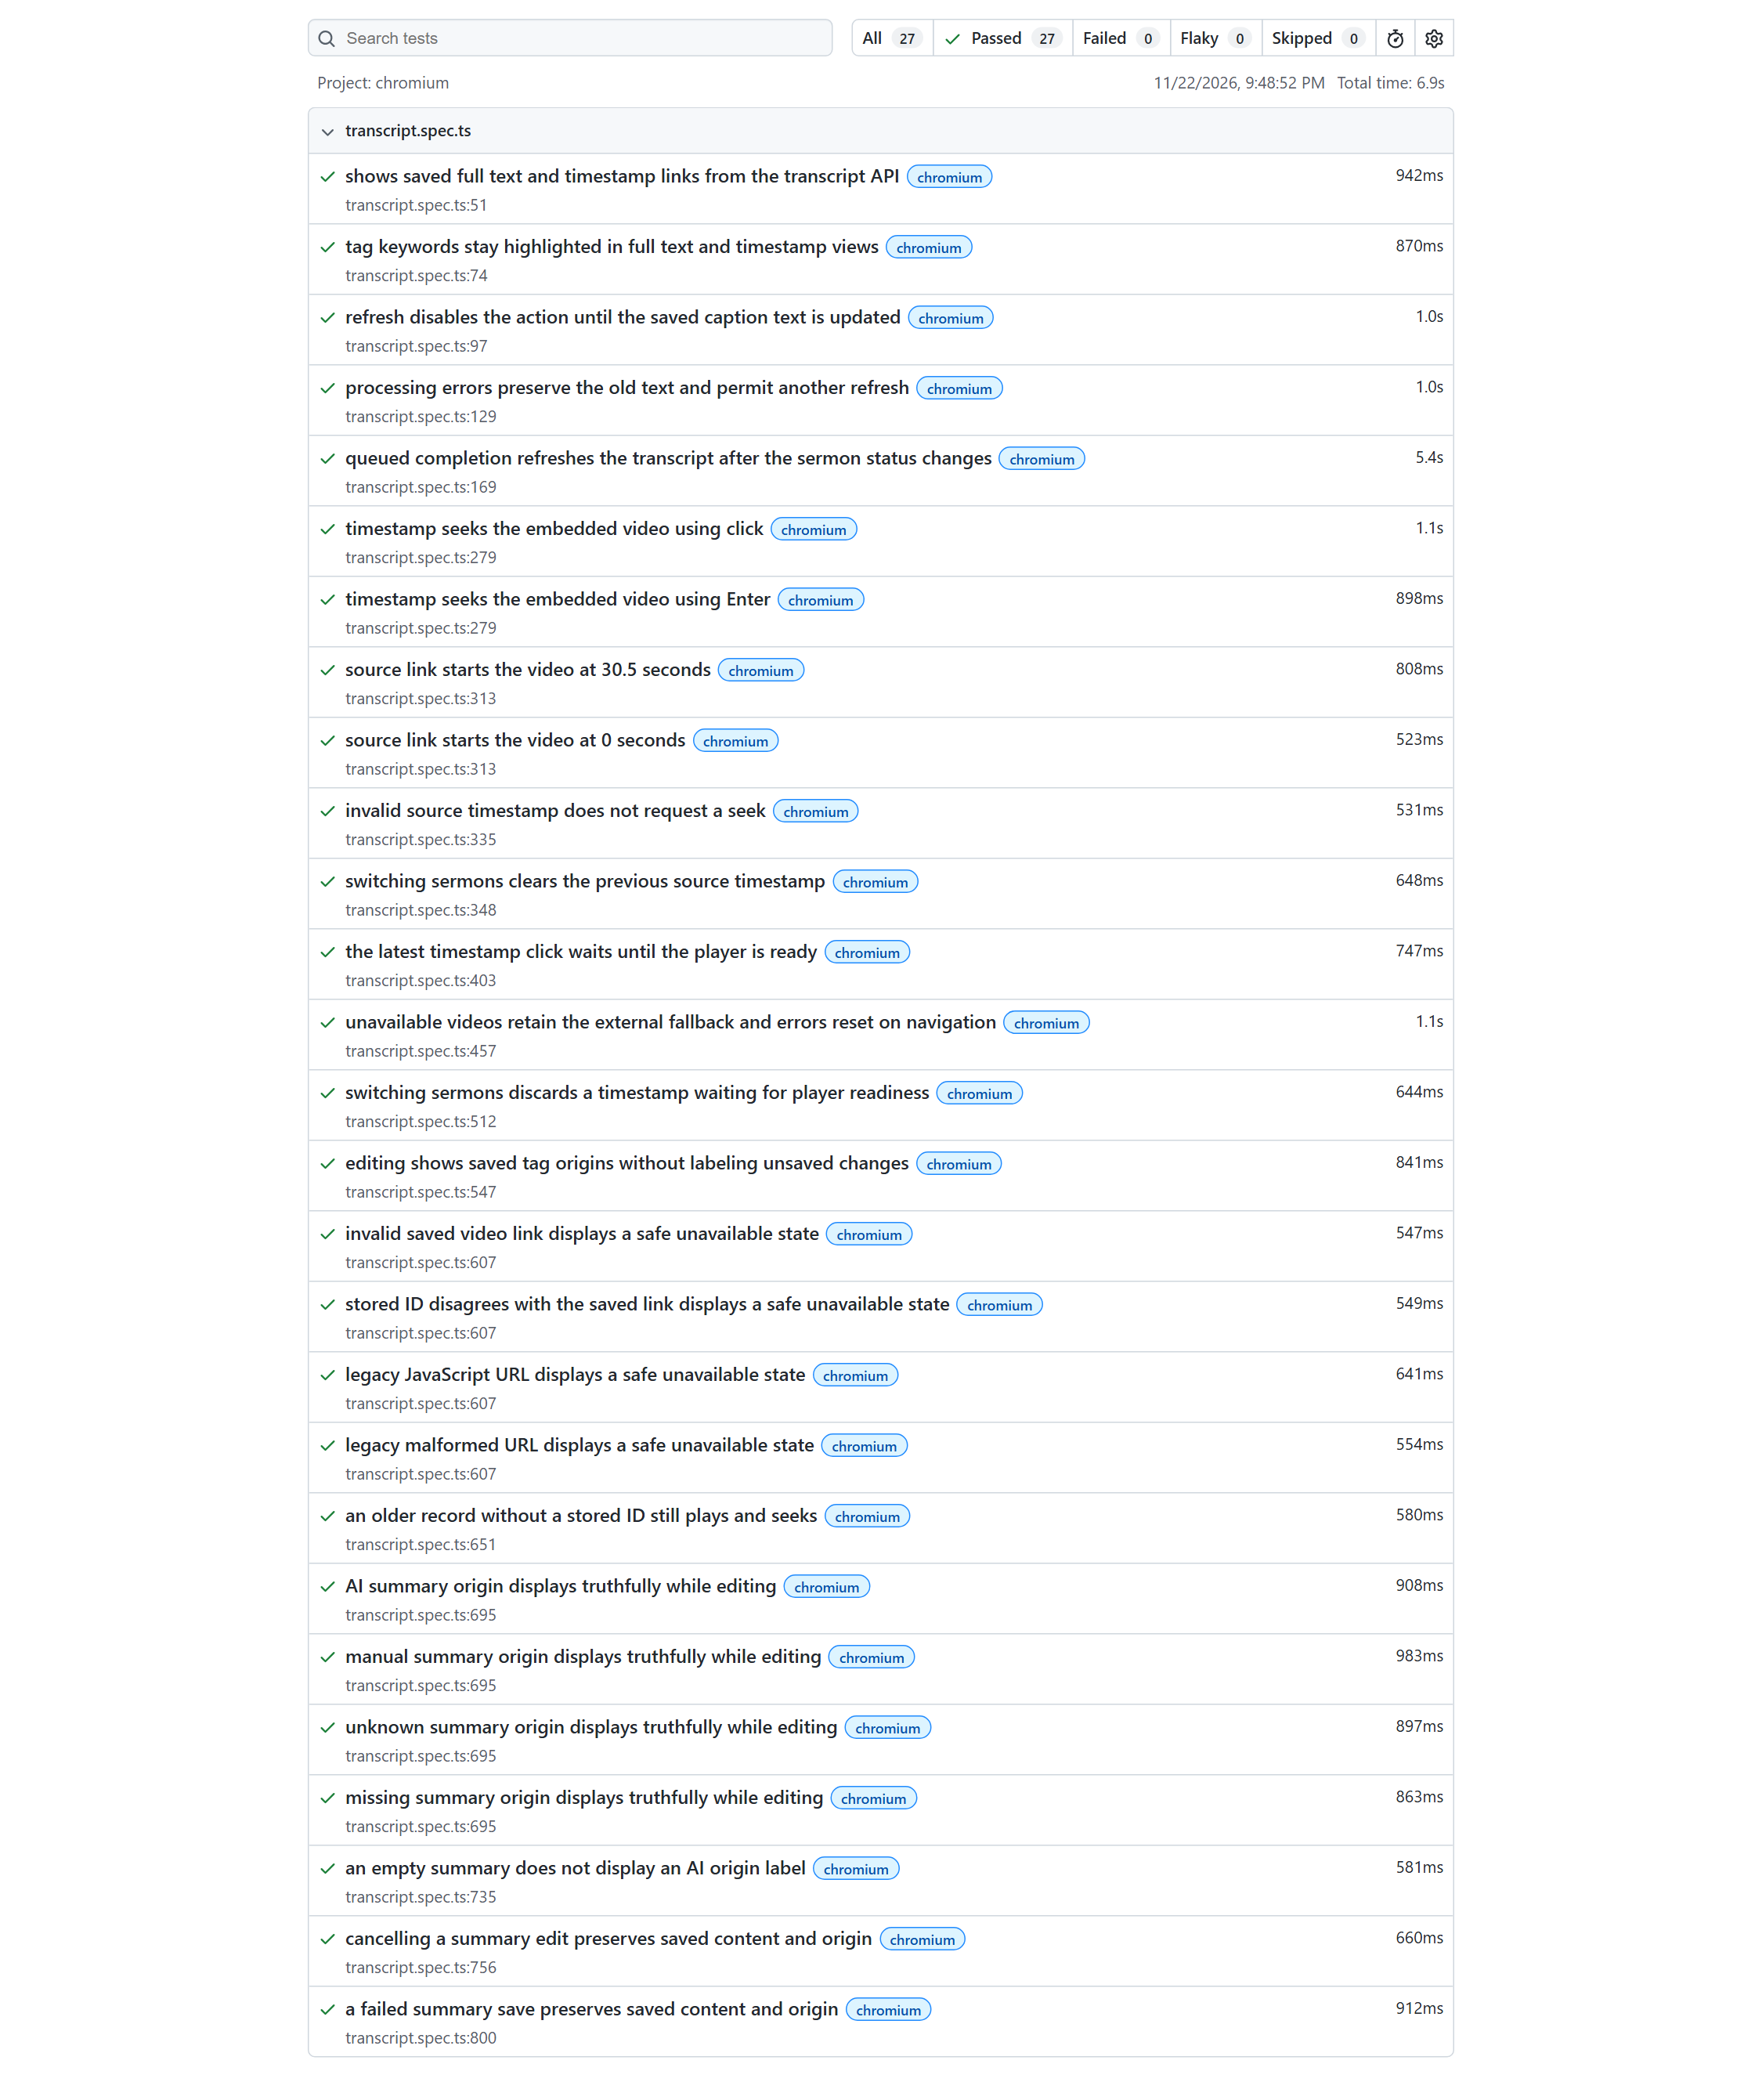 Search tests
All 27 Passed 27 Failed 0 Flaky 0 Skipped 0
Project: chromium 11/22/2026, 9:48:52 PM Total time: 6.9s
transcript.spec.ts
shows saved full text and timestamp links from the transcript API chromium 942ms
transcript.spec.ts:51
tag keywords stay highlighted in full text and timestamp views chromium 870ms
transcript.spec.ts:74
refresh disables the action until the saved caption text is updated chromium 1.0s
transcript.spec.ts:97
processing errors preserve the old text and permit another refresh chromium 1.0s
transcript.spec.ts:129
queued completion refreshes the transcript after the sermon status changes chromium 5.4s
transcript.spec.ts:169
timestamp seeks the embedded video using click chromium 1.1s
transcript.spec.ts:279
timestamp seeks the embedded video using Enter chromium 898ms
transcript.spec.ts:279
source link starts the video at 30.5 seconds chromium 808ms
transcript.spec.ts:313
source link starts the video at 0 seconds chromium 523ms
transcript.spec.ts:313
invalid source timestamp does not request a seek chromium 531ms
transcript.spec.ts:335
switching sermons clears the previous source timestamp chromium 648ms
transcript.spec.ts:348
the latest timestamp click waits until the player is ready chromium 747ms
transcript.spec.ts:403
unavailable videos retain the external fallback and errors reset on navigation chromium 1.1s
transcript.spec.ts:457
switching sermons discards a timestamp waiting for player readiness chromium 644ms
transcript.spec.ts:512
editing shows saved tag origins without labeling unsaved changes chromium 841ms
transcript.spec.ts:547
invalid saved video link displays a safe unavailable state chromium 547ms
transcript.spec.ts:607
stored ID disagrees with the saved link displays a safe unavailable state chromium 549ms
transcript.spec.ts:607
legacy JavaScript URL displays a safe unavailable state chromium 641ms
transcript.spec.ts:607
legacy malformed URL displays a safe unavailable state chromium 554ms
transcript.spec.ts:607
an older record without a stored ID still plays and seeks chromium 580ms
transcript.spec.ts:651
AI summary origin displays truthfully while editing chromium 908ms
transcript.spec.ts:695
manual summary origin displays truthfully while editing chromium 983ms
transcript.spec.ts:695
unknown summary origin displays truthfully while editing chromium 897ms
transcript.spec.ts:695
missing summary origin displays truthfully while editing chromium 863ms
transcript.spec.ts:695
an empty summary does not display an AI origin label chromium 581ms
transcript.spec.ts:735
cancelling a summary edit preserves saved content and origin chromium 660ms
transcript.spec.ts:756
a failed summary save preserves saved content and origin chromium 912ms
transcript.spec.ts:800